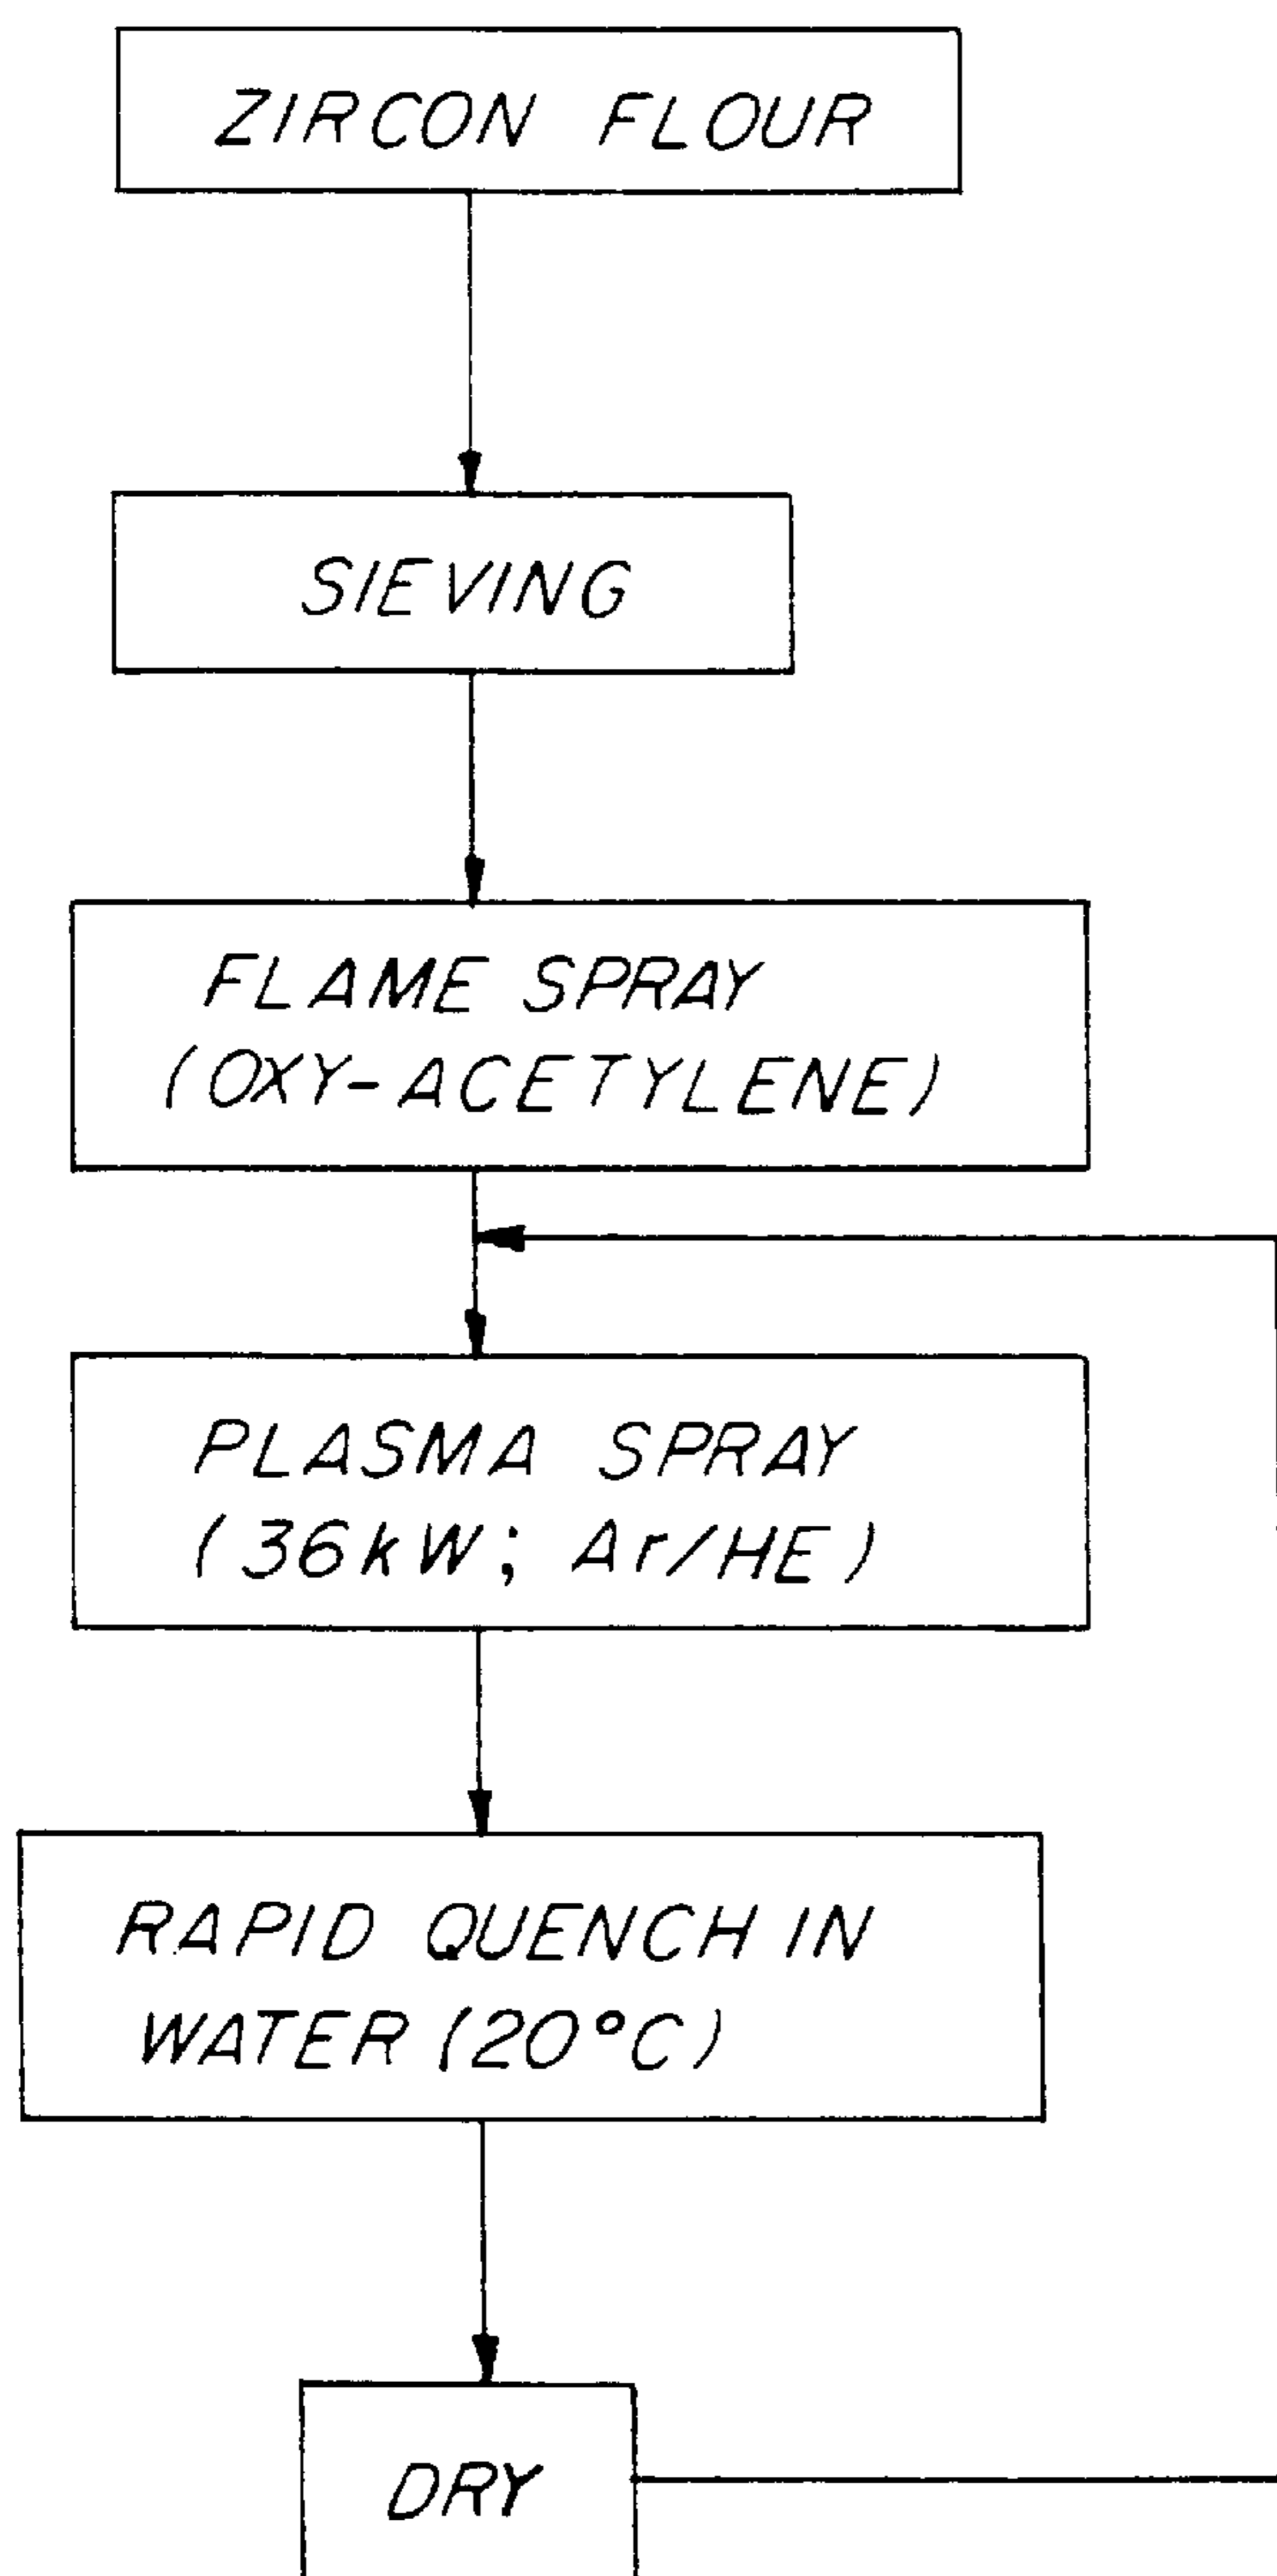 ZIRCON FLOUR
SIEVING
FLAME SPRAY
(OXY-ACETYLENE)
PLASMA SPRAY
(36kW; Ar/HE)
RAPID QUENCH IN
WATER (20°C)
DRY